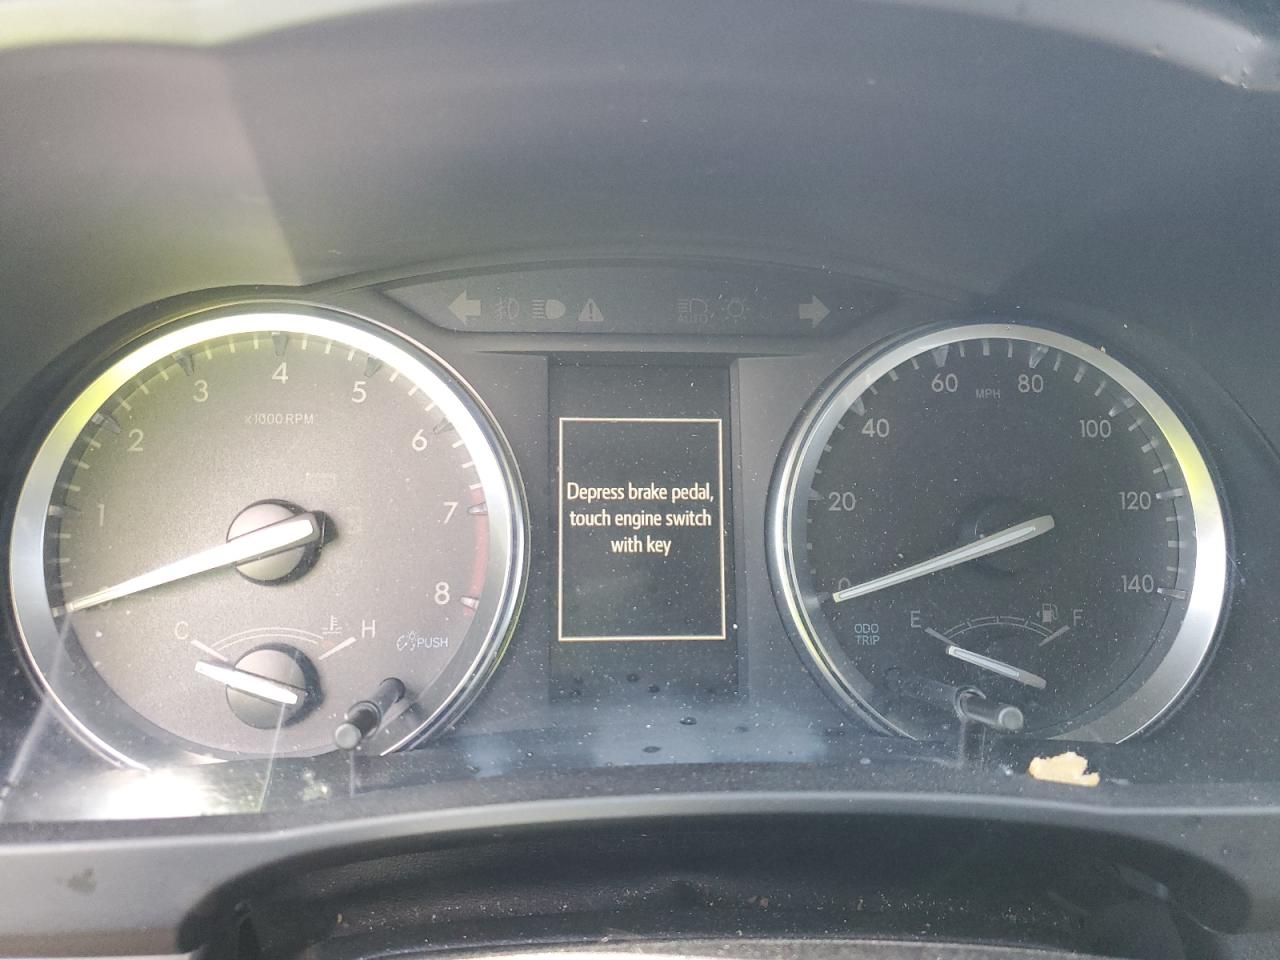 AUTO
x1000 RPM
1
2
3
4
5
6
7
8
C
H
PUSH
Depress brake pedal,
touch engine switch
with key
MPH
0
20
40
60
80
100
120
140
ODO
TRIP
E
F